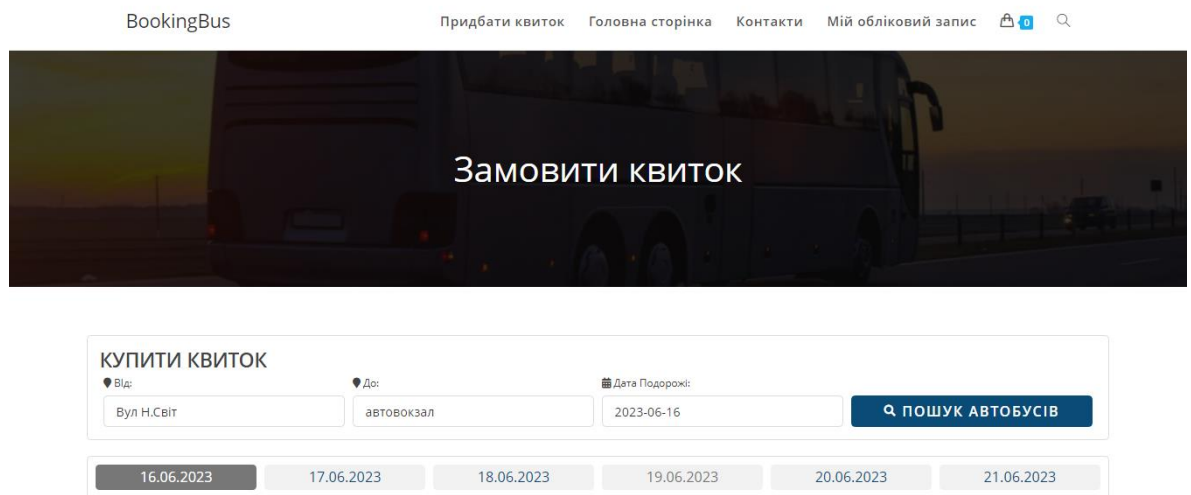 BookingBus Придбати квиток Головна сторінка Контакти Мій обліковий запис 0
Замовити квиток
КУПИТИ КВИТОК
Від: До: Дата Подорожі:
Вул Н.Світ автовокзал 2023-06-16 ПОШУК АВТОБУСІВ
16.06.2023 17.06.2023 18.06.2023 19.06.2023 20.06.2023 21.06.2023